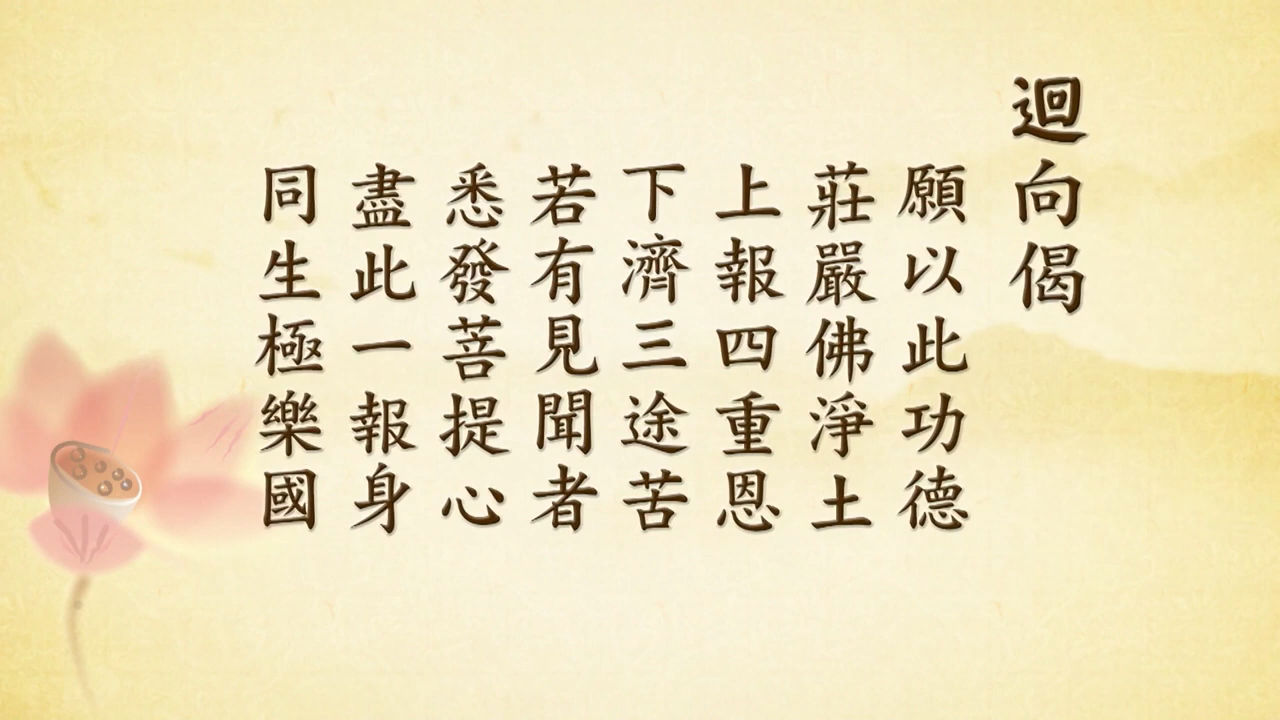 迴向偈
願以此功德
莊嚴佛淨土
上報四重恩
下濟三途苦
若有見聞者
悉發菩提心
盡此一報身
同生極樂國